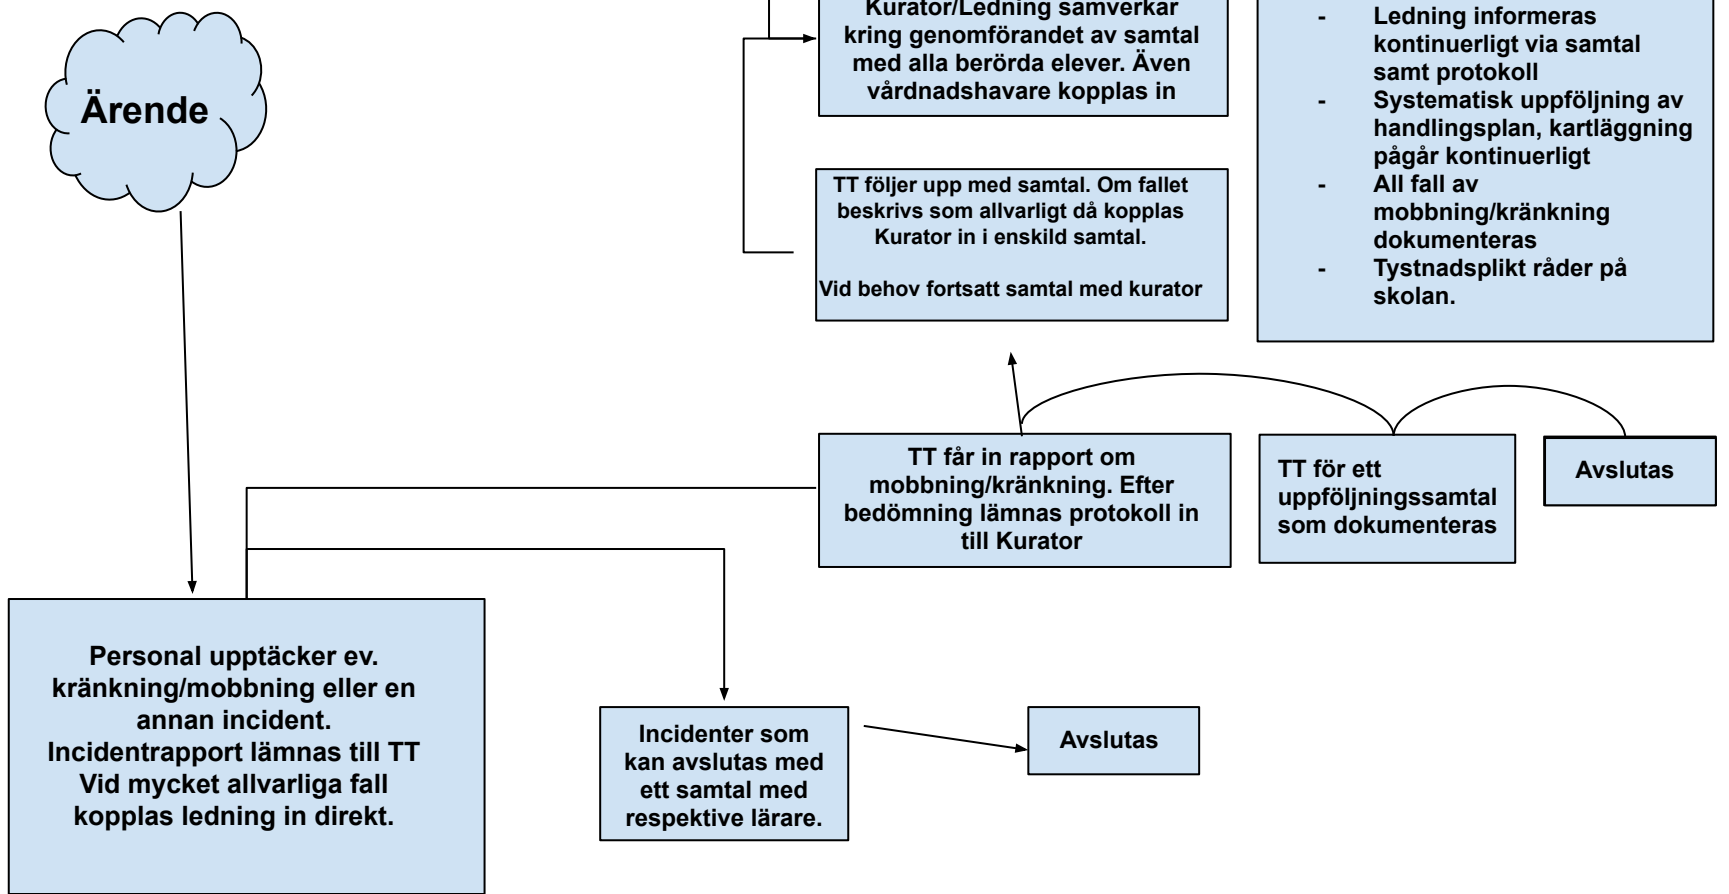 Ärende
Kurator/Ledning samverkar
kring genomförandet av samtal
med alla berörda elever. Även
vårdnadshavare kopplas in
- Ledning informeras
kontinuerligt via samtal
samt protokoll
- Systematisk uppföljning av
handlingsplan, kartläggning
pågår kontinuerligt
- All fall av
mobbning/kränkning
dokumenteras
- Tystnadsplikt råder på
skolan.
TT följer upp med samtal. Om fallet
beskrivs som allvarligt då kopplas
Kurator in i enskild samtal.
Vid behov fortsatt samtal med kurator
TT får in rapport om
mobbning/kränkning. Efter
bedömning lämnas protokoll in
till Kurator
TT för ett
uppföljningssamtal
som dokumenteras
Avslutas
Personal upptäcker ev.
kränkning/mobbning eller en
annan incident.
Incidentrapport lämnas till TT
Vid mycket allvarliga fall
kopplas ledning in direkt.
Incidenter som
kan avslutas med
ett samtal med
respektive lärare.
Avslutas